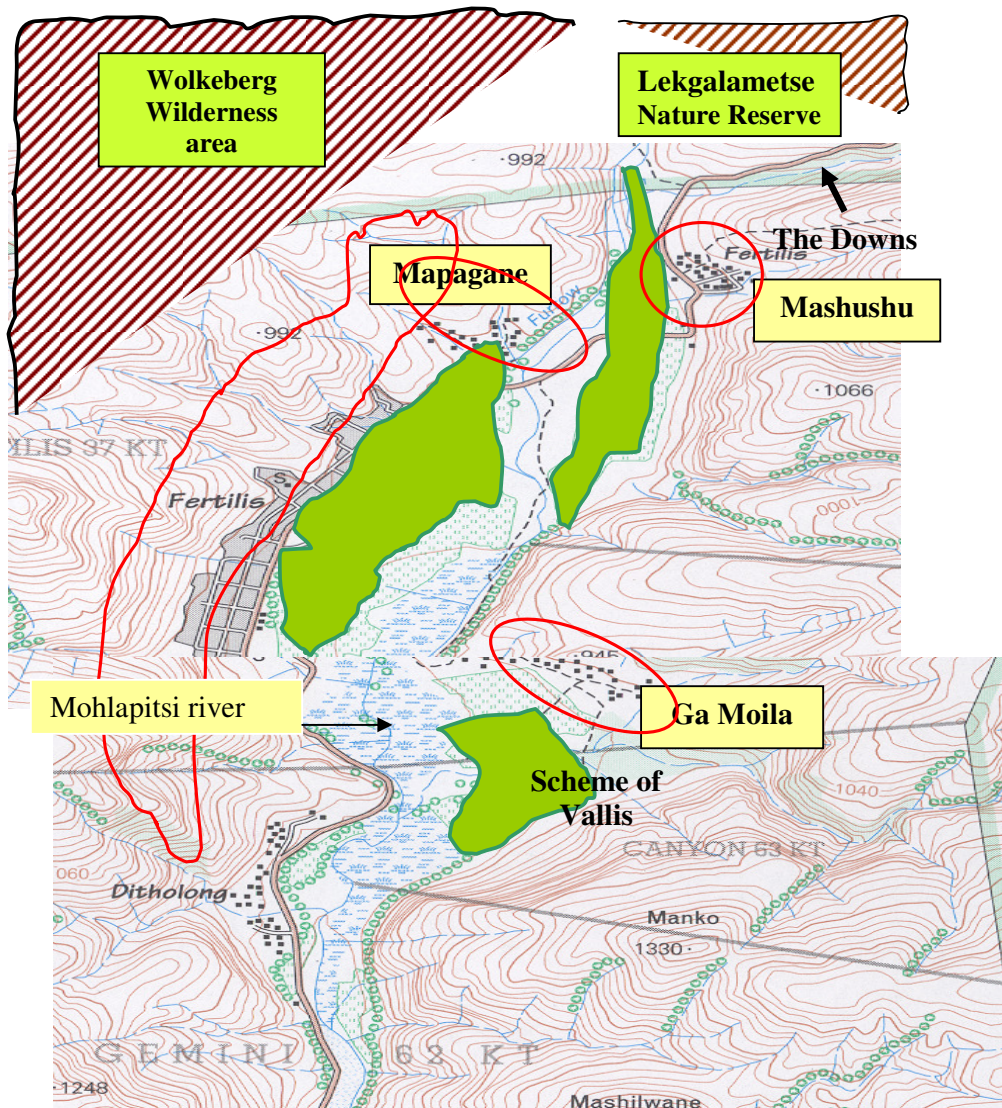 Wolkeberg
Wilderness
area
Lekgalametse
Nature Reserve
992
The Downs
Fertilis
Mapagane
Mashushu
Furrow
992
1066
ILIS 37 KT
S
Fertilis
1000
945
Mohlapitsi river
Ga Moila
Scheme of
Vallis
1040
CANYON 63 KT
060
Ditholong
Manko
1330
GEMINI 62 KT
1248
Mashilwane